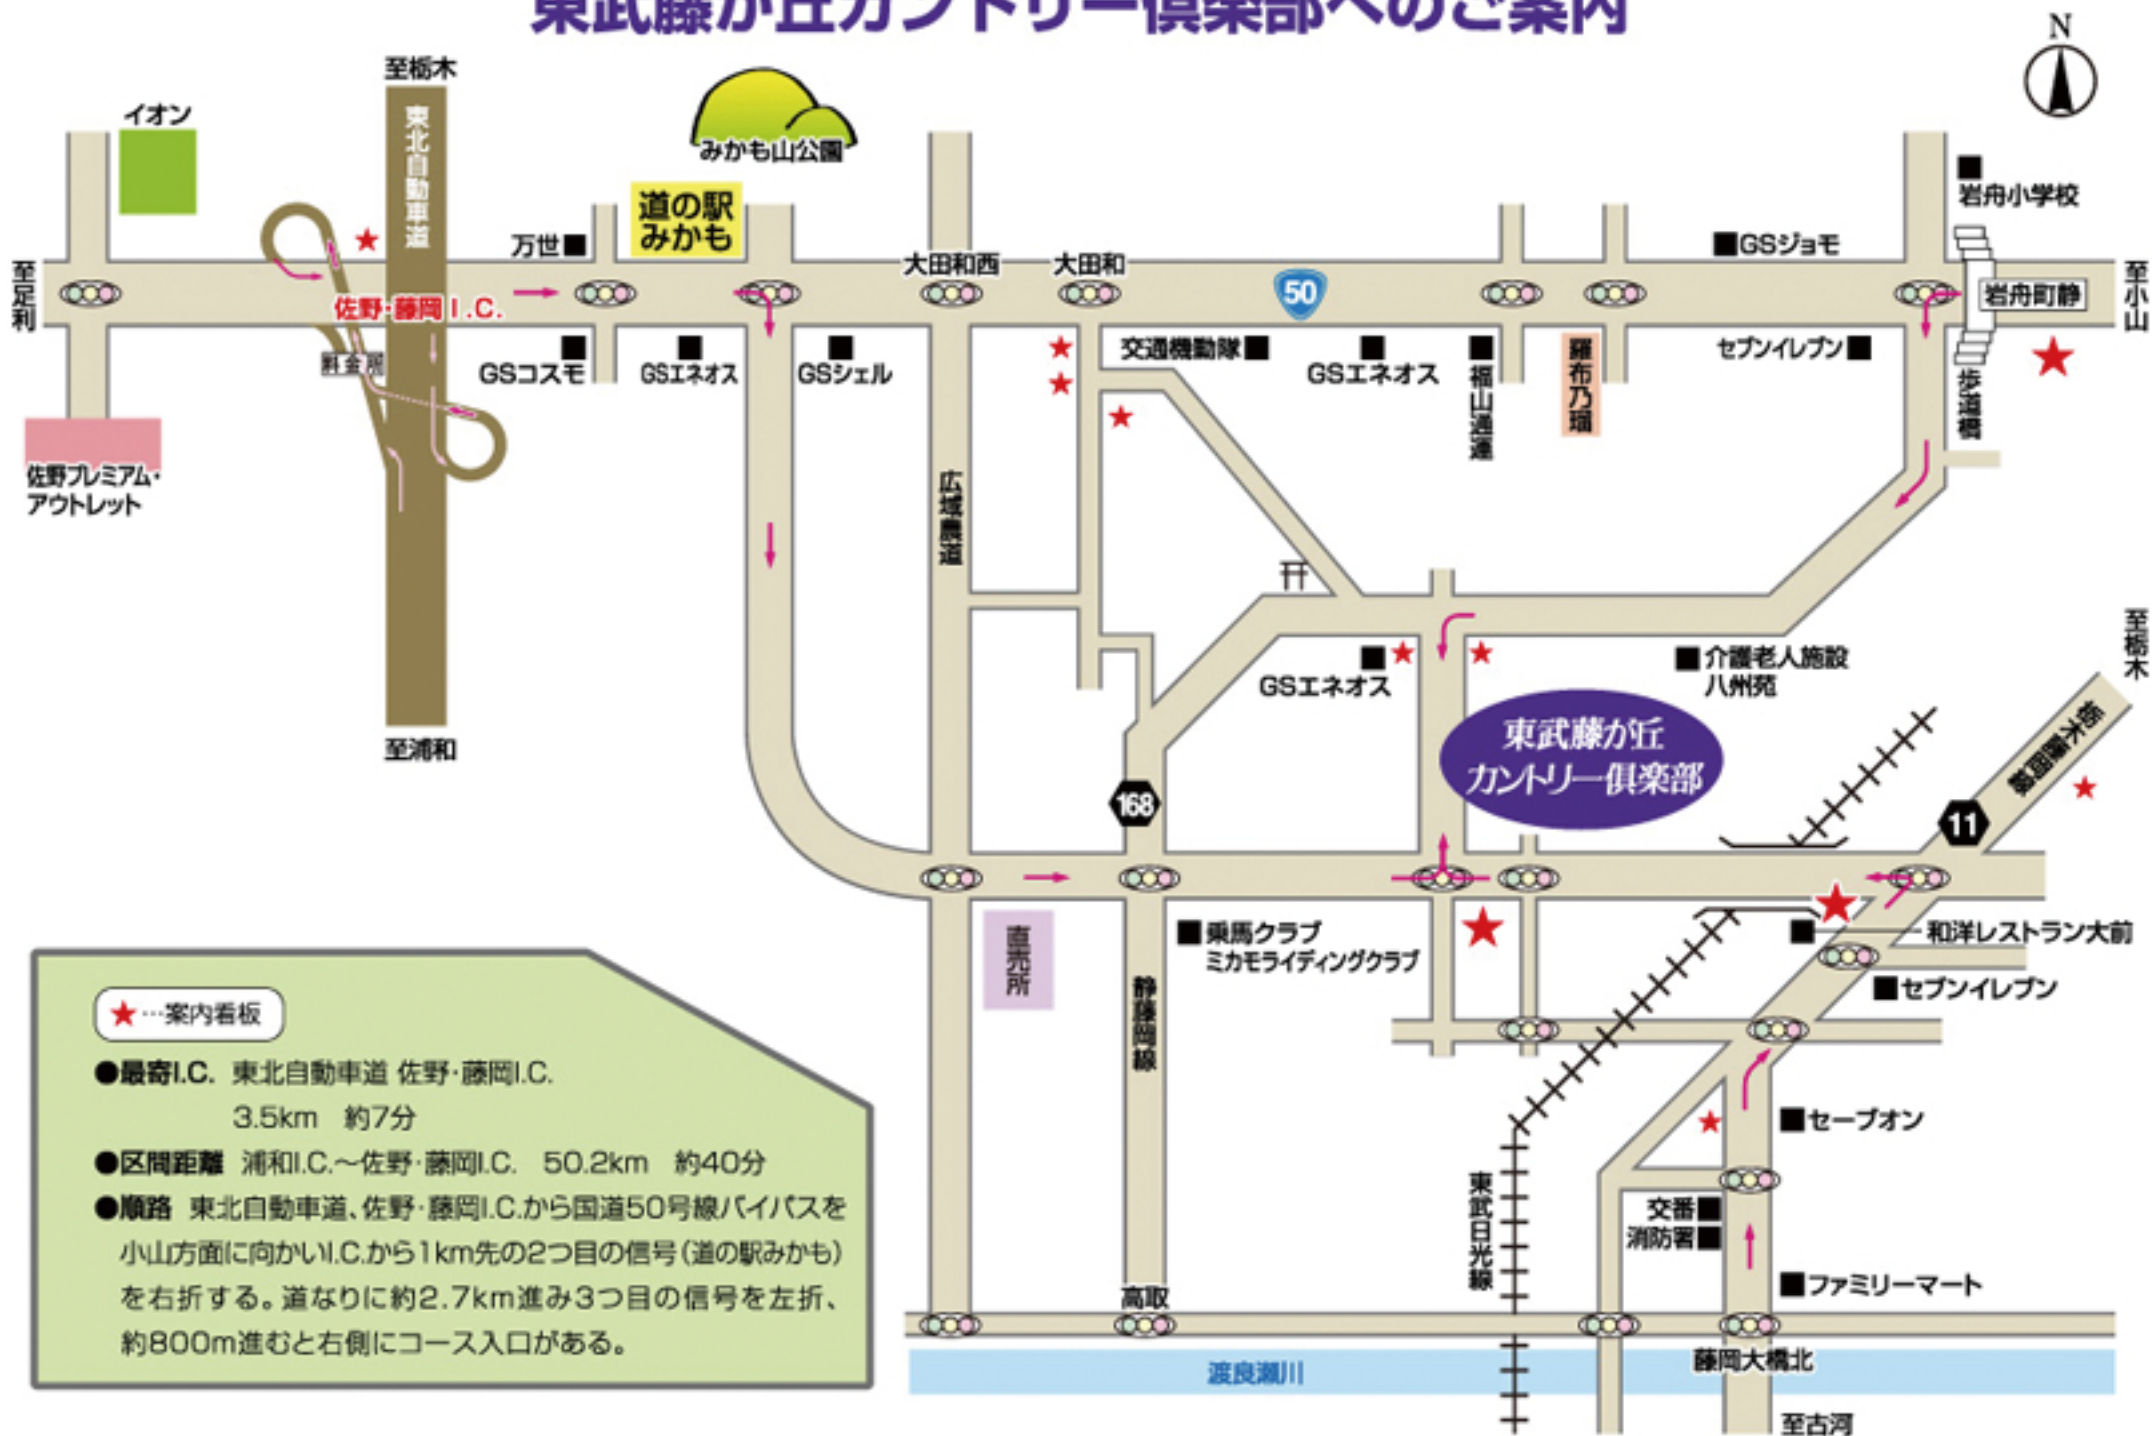 東武藤が丘カントリー倶楽部へのご案内
N
至栃木
イオン
東北自動車道
みかも山公園
道の駅
みかも
岩舟小学校
万世
GSジョモ
大田和西
大田和
至足利
佐野・藤岡I.C.
50
岩舟町静
至小山
料金所
GSコスモ
GSエネオス
GSシェル
交通機動隊
GSエネオス
福山通運
羅布乃瑠
セブンイレブン
歩道橋
佐野プレミアム・
アウトレット
広域農道
至浦和
GSエネオス
介護老人施設
八州苑
至栃木
東武藤が丘
カントリー倶楽部
栃木藤岡線
168
11
直売所
乗馬クラブ
ミカモライディングクラブ
和洋レストラン大前
セブンイレブン
静藤岡線
セーブオン
東武日光線
交番
消防署
ファミリーマート
高取
藤岡大橋北
渡良瀬川
至古河
★…案内看板
●最寄I.C. 東北自動車道 佐野・藤岡I.C.
3.5km 約7分
●区間距離 浦和I.C.~佐野・藤岡I.C. 50.2km 約40分
●順路 東北自動車道、佐野・藤岡I.C.から国道50号線バイパスを
小山方面に向かいI.C.から1km先の2つ目の信号(道の駅みかも)
を右折する。道なりに約2.7km進み3つ目の信号を左折、
約800m進むと右側にコース入口がある。